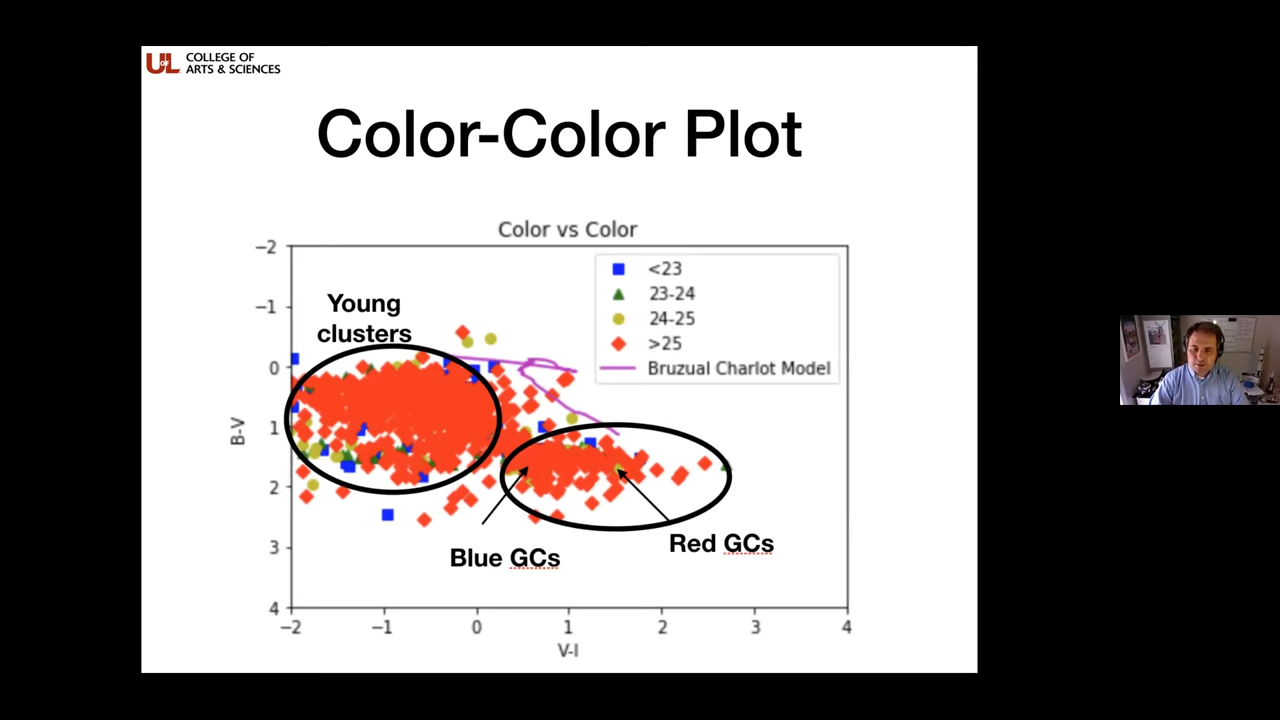 UofL COLLEGE OF
ARTS & SCIENCES
Color-Color Plot
Color vs Color
−2
−1
0
1
2
3
4
B-V
Young
clusters
<23
23-24
24-25
>25
Bruzual Charlot Model
Blue GCs
Red GCs
−2 −1 0 1 2 3 4
V-I